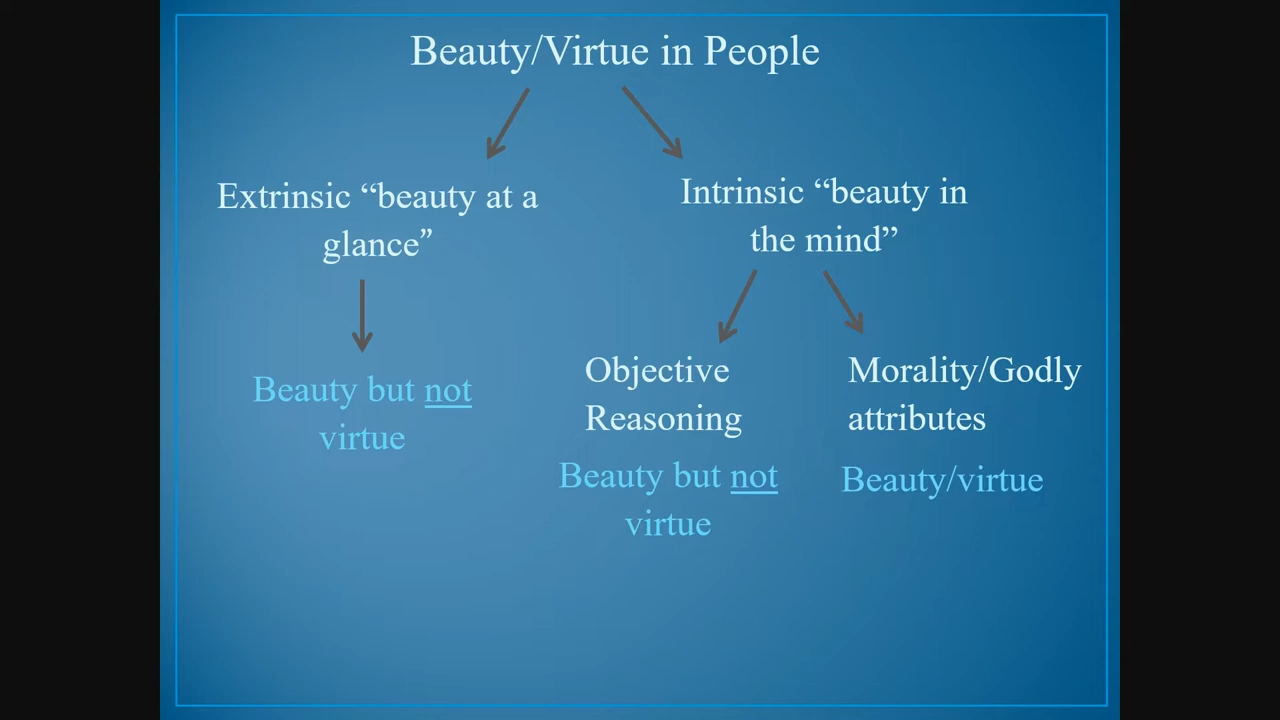 Beauty/Virtue in People
Extrinsic “beauty at a
glance”
Beauty but not
virtue
Intrinsic “beauty in
the mind”
Objective
Reasoning
Beauty but not
virtue
Morality/Godly
attributes
Beauty/virtue